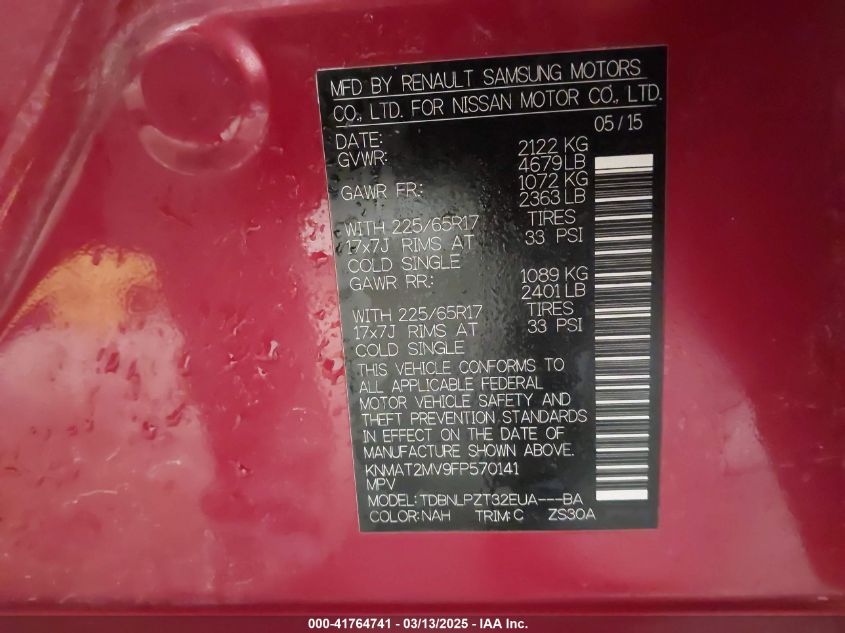 MFD BY RENAULT SAMSUNG MOTORS
CO., LTD. FOR NISSAN MOTOR CO., LTD.
DATE: 05/15
GVWR: 2122 KG
4679 LB
GAWR FR.: 1072 KG
2363 LB
WITH 225/65R17 TIRES
17x7J RIMS AT 33 PSI
COLD SINGLE
GAWR RR.: 1089 KG
2401 LB
WITH 225/65R17 TIRES
17x7J RIMS AT 33 PSI
COLD SINGLE
THIS VEHICLE CONFORMS TO
ALL APPLICABLE FEDERAL
MOTOR VEHICLE SAFETY AND
THEFT PREVENTION STANDARDS
IN EFFECT ON THE DATE OF
MANUFACTURE SHOWN ABOVE.
KNMAT2MV9FP570141
MPV
MODEL: TDBNLPZT32EUA---BA
COLOR: NAH TRIM: C ZS30A
000-41764741 - 03/13/2025 - IAA Inc.